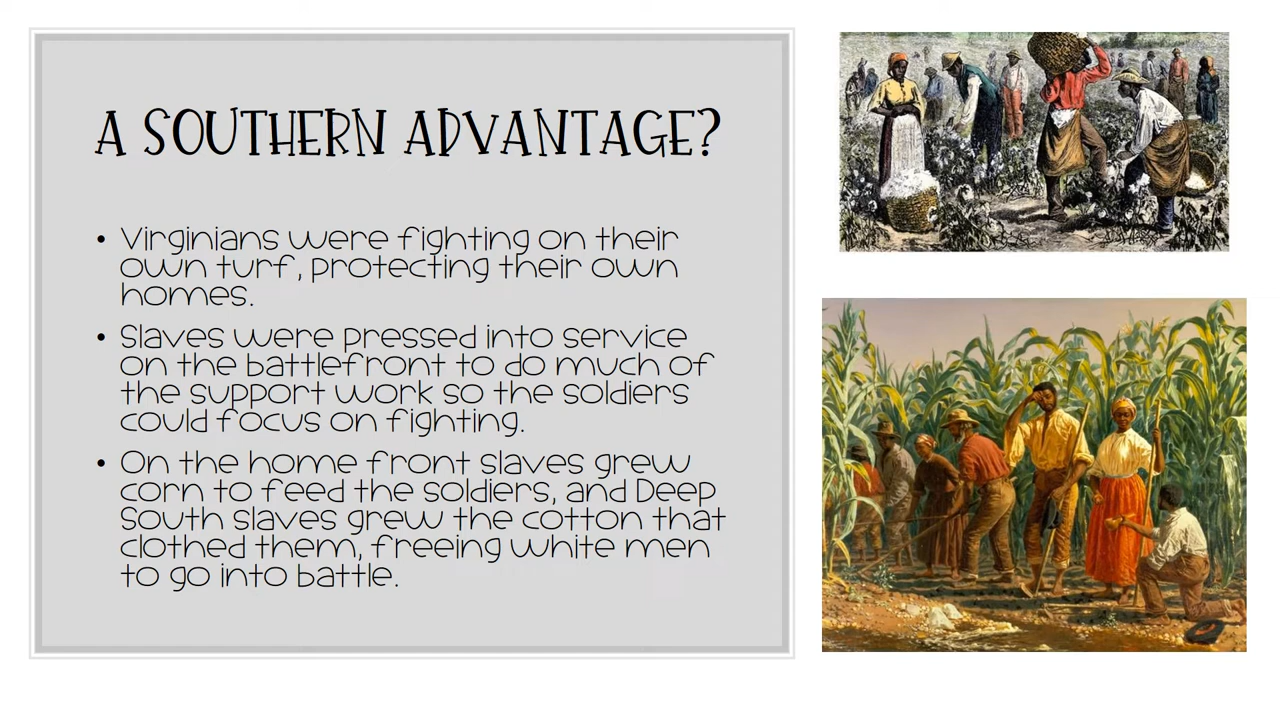 A SOUTHERN ADVANTAGE?
• Virginians were fighting on their
own turf, protecting their own
homes.
• Slaves were pressed into service
on the battlefront to do much of
the support work so the soldiers
could focus on fighting.
• On the home front slaves grew
corn to feed the soldiers, and Deep
South slaves grew the cotton that
clothed them, freeing white men
to go into battle.